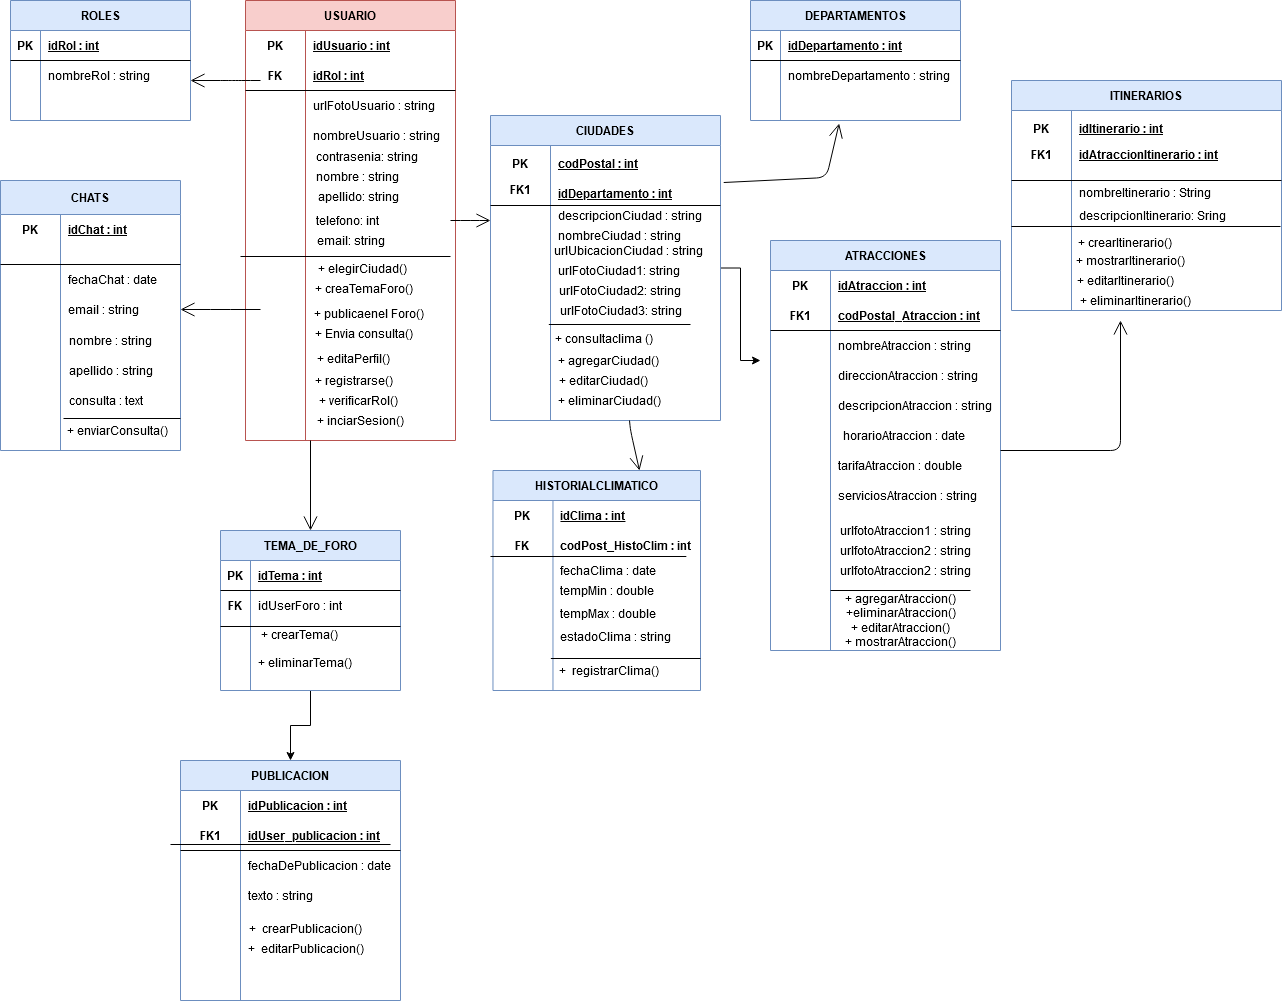 ROLES
PK idRol : int
nombreRol : string
USUARIO
PK idUsuario : int
FK idRol : int
urlFotoUsuario : string
nombreUsuario : string
contrasenia: string
nombre : string
apellido: string
telefono: int
email: string
+ elegirCiudad()
+ creaTemaForo()
+ publicaenel Foro()
+ Envia consulta()
+ editaPerfil()
+ registrarse()
+ verificarRol()
+ inciarSesion()
DEPARTAMENTOS
PK idDepartamento : int
nombreDepartamento : string
ITINERARIOS
PK idItinerario : int
FK1 idAtraccionItinerario : int
nombreItinerario : String
descripcionItinerario: Sring
+ crearItinerario()
+ mostrarItinerario()
+ editarItinerario()
+ eliminarItinerario()
CIUDADES
PK codPostal : int
FK1 idDepartamento : int
descripcionCiudad : string
nombreCiudad : string
urlUbicacionCiudad : string
urlFotoCiudad1: string
urlFotoCiudad2: string
urlFotoCiudad3: string
+ consultaclima ()
+ agregarCiudad()
+ editarCiudad()
+ eliminarCiudad()
CHATS
PK idChat : int
fechaChat : date
email : string
nombre : string
apellido : string
consulta : text
+ enviarConsulta()
ATRACCIONES
PK idAtraccion : int
FK1 codPostal_Atraccion : int
nombreAtraccion : string
direccionAtraccion : string
descripcionAtraccion : string
horarioAtraccion : date
tarifaAtraccion : double
serviciosAtraccion : string
urlfotoAtraccion1 : string
urlfotoAtraccion2 : string
urlfotoAtraccion2 : string
+ agregarAtraccion()
+eliminarAtraccion()
+ editarAtraccion()
+ mostrarAtraccion()
HISTORIALCLIMATICO
PK idClima : int
FK codPost_HistoClim : int
fechaClima : date
tempMin : double
tempMax : double
estadoClima : string
+ registrarClima()
TEMA_DE_FORO
PK idTema : int
FK idUserForo : int
+ crearTema()
+ eliminarTema()
PUBLICACION
PK idPublicacion : int
FK1 idUser_publicacion : int
fechaDePublicacion : date
texto : string
+ crearPublicacion()
+ editarPublicacion()